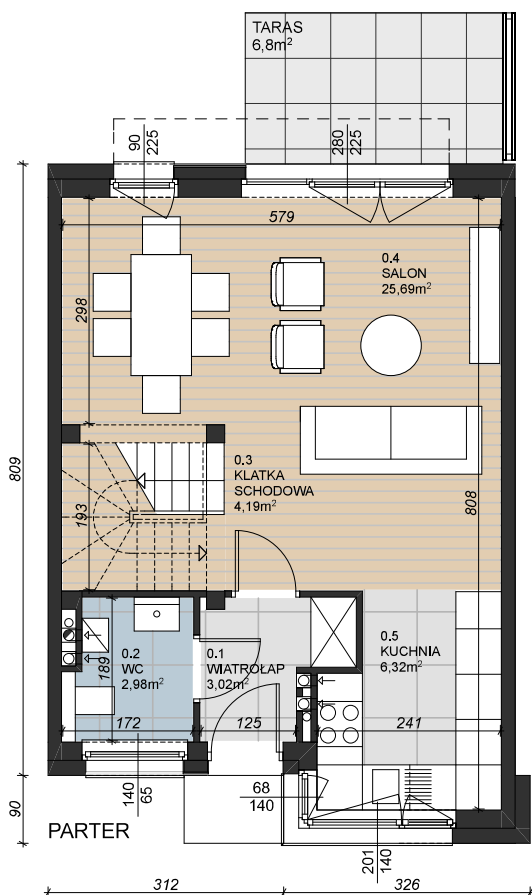 TARAS
6,8m²
90
225
280
225
579
0.4
SALON
25,69m²
298
809
0.3
KLATKA
SCHODOWA
4,19m²
193
808
0.2
WC
2,98m²
0.1
WIATROŁAP
3,02m²
0.5
KUCHNIA
6,32m²
189
172
125
241
140
65
68
140
201
140
90
PARTER
312
326